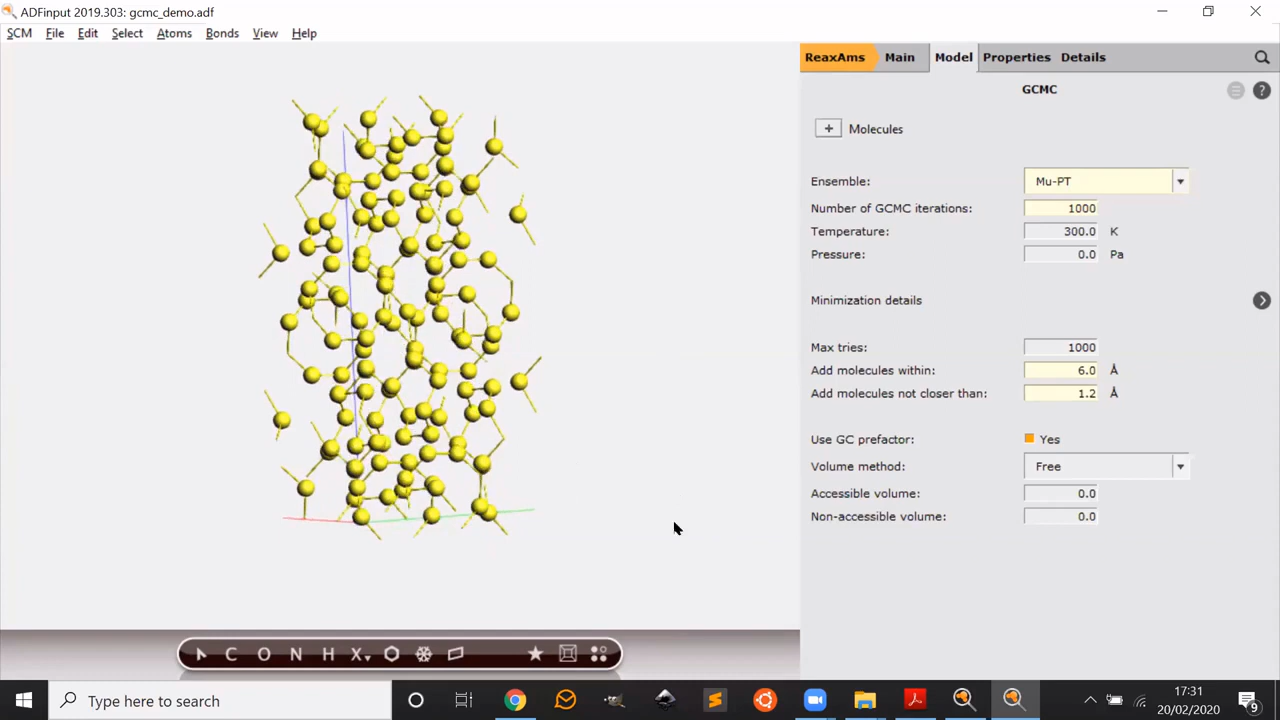 ADFinput 2019.303: gcmc_demo.adf
SCM File Edit Select Atoms Bonds View Help
ReaxAms Main Model Properties Details
GCMC
+ Molecules
Ensemble: Mu-PT
Number of GCMC iterations: 1000
Temperature: 300.0 K
Pressure: 0.0 Pa
Minimization details
Max tries: 1000
Add molecules within: 6.0 Å
Add molecules not closer than: 1.2 Å
Use GC prefactor: Yes
Volume method: Free
Accessible volume: 0.0
Non-accessible volume: 0.0
C O N H X
Type here to search
17:31
20/02/2020
9